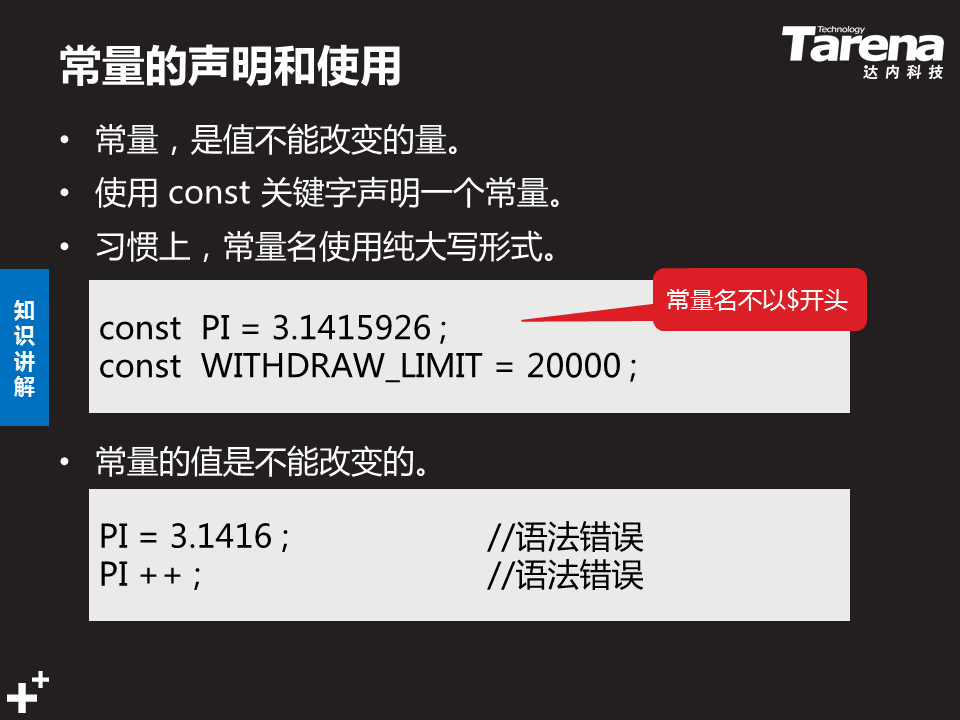 常量的声明和使用
Technology
Tarena
达内科技
• 常量，是值不能改变的量。
• 使用 const 关键字声明一个常量。
• 习惯上，常量名使用纯大写形式。
知识讲解
常量名不以$开头
const PI = 3.1415926 ;
const WITHDRAW_LIMIT = 20000 ;
• 常量的值是不能改变的。
PI = 3.1416 ; //语法错误
PI ++ ; //语法错误